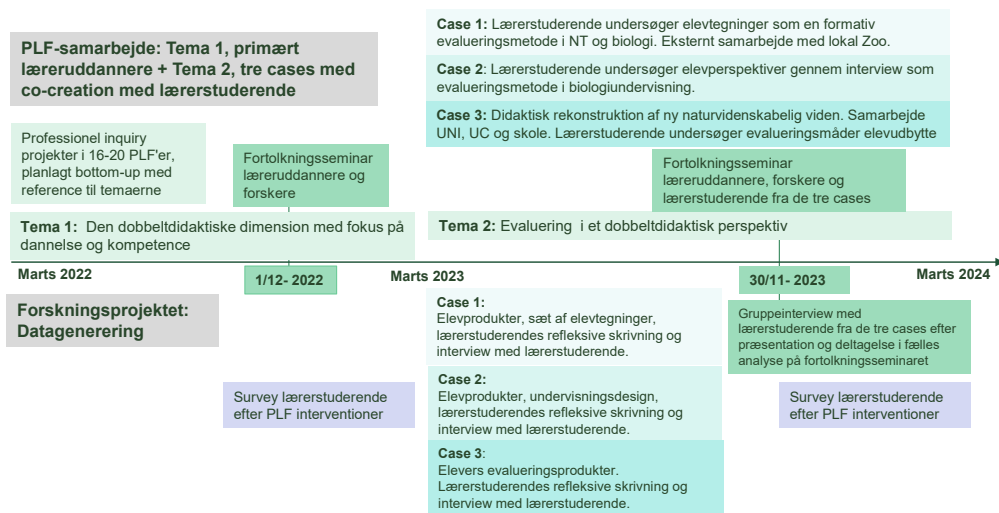 PLF-samarbejde: Tema 1, primært
læreruddannere + Tema 2, tre cases med
co-creation med lærerstuderende
Case 1: Lærerstuderende undersøger elevtegninger som en formativ
evalueringsmetode i NT og biologi. Eksternt samarbejde med lokal Zoo.
Case 2: Lærerstuderende undersøger elevperspektiver gennem interview som
evalueringsmetode i biologiundervisning.
Case 3: Didaktisk rekonstruktion af ny naturvidenskabelig viden. Samarbejde
UNI, UC og skole. Lærerstuderende undersøger evalueringsmåder elevudbytte
Professionel inquiry
projekter i 16-20 PLF'er,
planlagt bottom-up med
reference til temaerne
Fortolkningsseminar
læreruddannere og
forskere
Fortolkningsseminar
læreruddannere, forskere og
lærerstuderende fra de tre cases
Tema 1: Den dobbeltdidaktiske dimension med fokus på
dannelse og kompetence
Tema 2: Evaluering i et dobbeltdidaktisk perspektiv
Marts 2022
1/12- 2022
Marts 2023
30/11- 2023
Marts 2024
Forskningsprojektet:
Datagenerering
Case 1:
Elevprodukter, sæt af elevtegninger,
lærerstuderendes refleksive skrivning og
interview med lærerstuderende.
Gruppeinterview med
lærerstuderende fra de tre cases efter
præsentation og deltagelse i fælles
analyse på fortolkningsseminaret
Survey lærerstuderende
efter PLF interventioner
Case 2:
Elevprodukter, undervisningsdesign,
lærerstuderendes refleksive skrivning og
interview med lærerstuderende.
Survey lærerstuderende
efter PLF interventioner
Case 3:
Elevers evalueringsprodukter.
Lærerstuderendes refleksive skrivning og
interview med lærerstuderende.